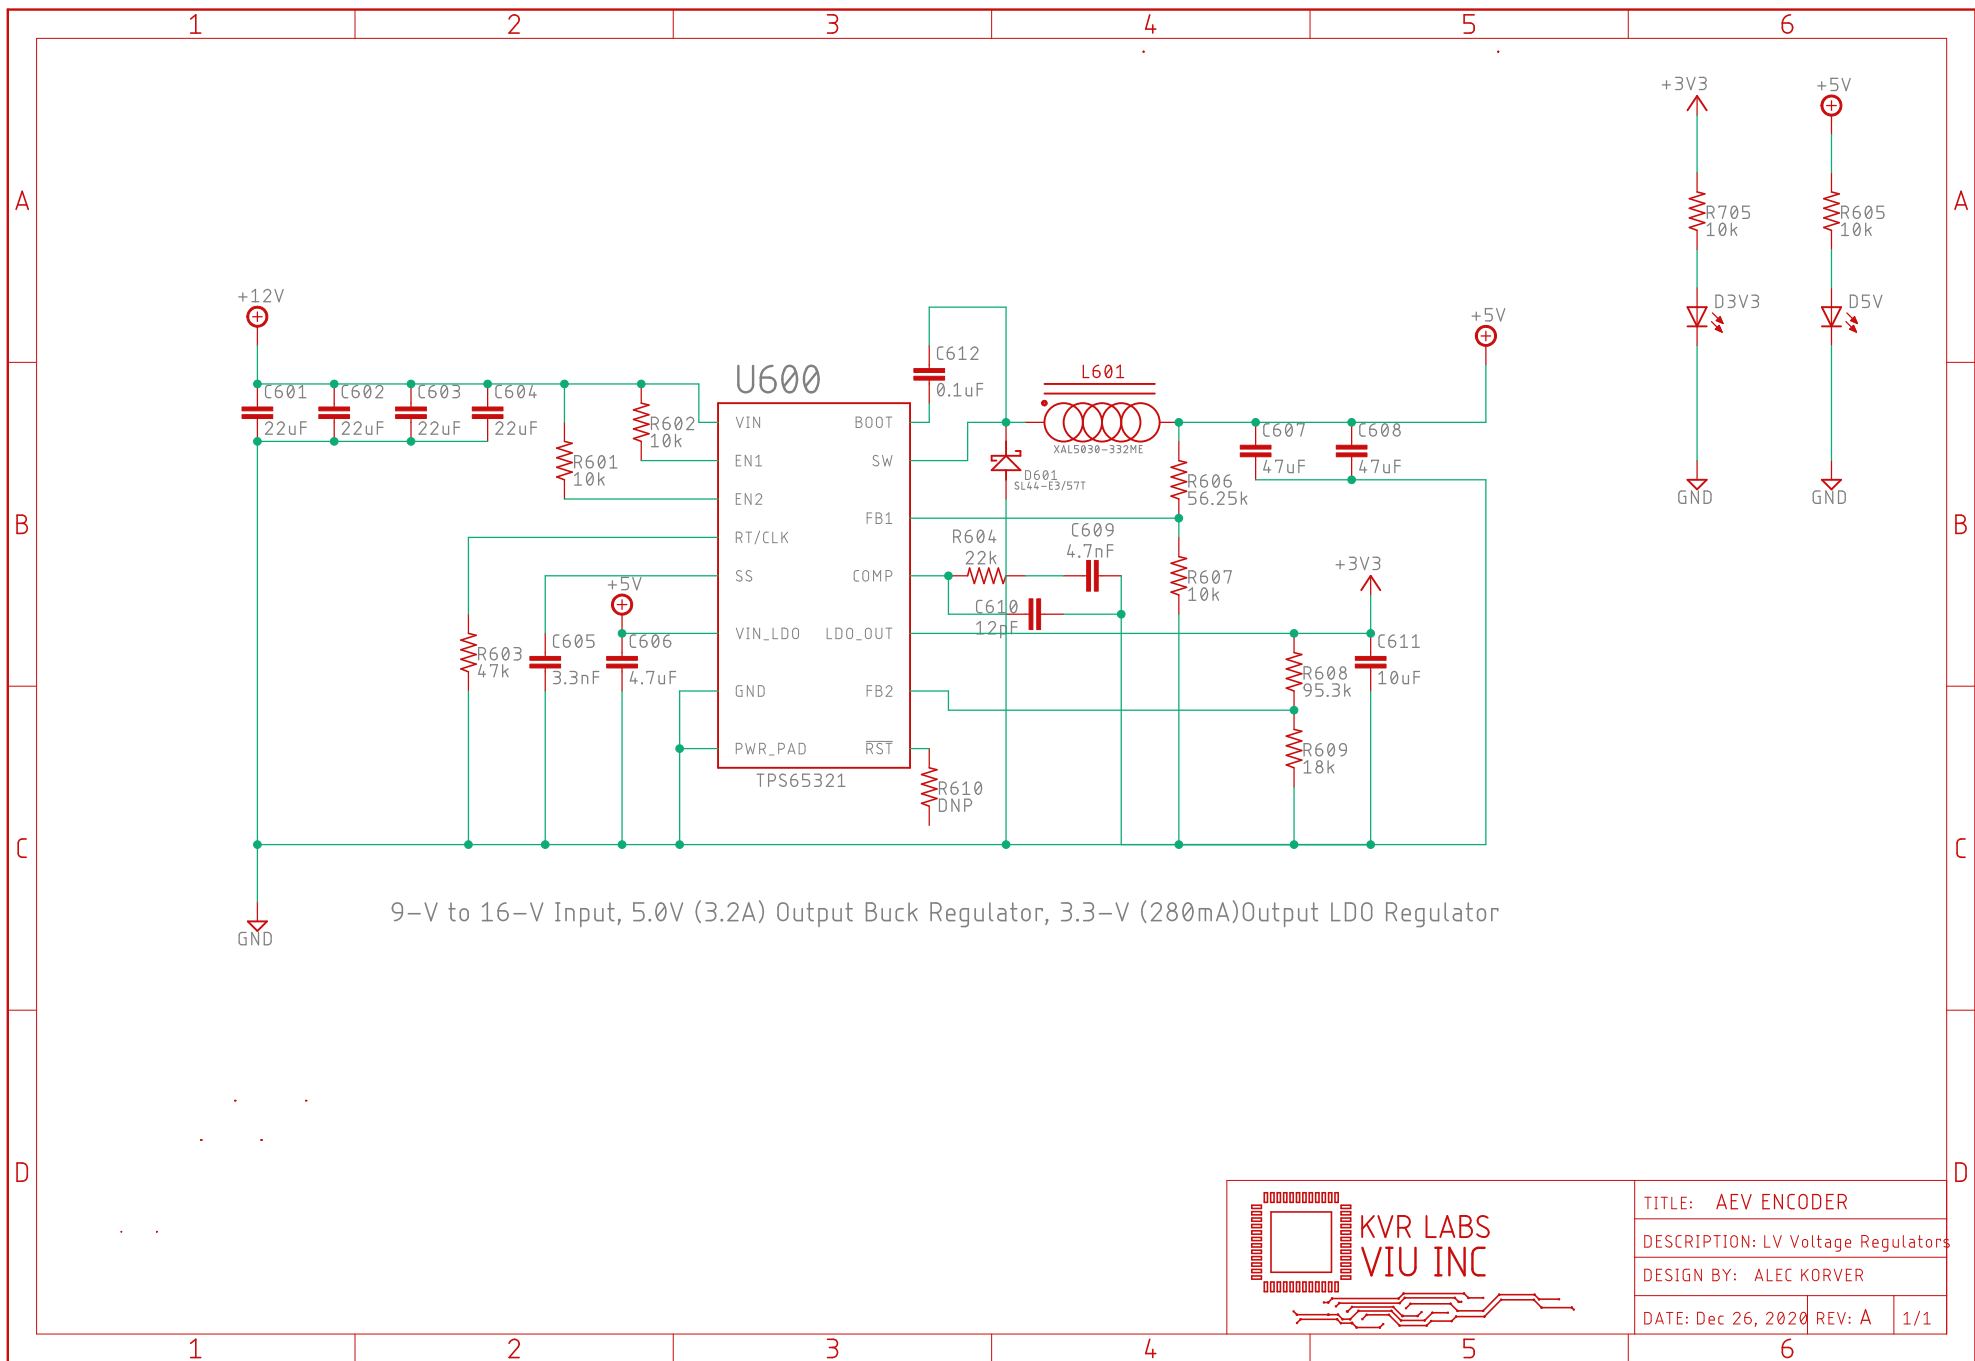 1 2 3 4 5 6
A A
B B
C C
D D
+3V3
R705
10k
D3V3
GND
+5V
R605
10k
D5V
GND
+12V
C601
22uF
C602
22uF
C603
22uF
C604
22uF
R601
10k
R602
10k
U600
VIN
EN1
EN2
RT/CLK
SS
VIN_LDO
GND
PWR_PAD
BOOT
SW
FB1
COMP
LDO_OUT
FB2
RST
TPS65321
C612
0.1uF
L601
XAL5030-332ME
D601
SL44-E3/57T
+5V
C607
47uF
C608
47uF
R606
56.25k
R604
22k
C609
4.7nF
C610
12pF
R607
10k
+3V3
C611
10uF
R608
95.3k
R609
18k
R610
DNP
+5V
R603
47k
C605
3.3nF
C606
4.7uF
GND
9-V to 16-V Input, 5.0V (3.2A) Output Buck Regulator, 3.3-V (280mA)Output LDO Regulator
KVR LABS
VIU INC
TITLE: AEV ENCODER
DESCRIPTION: LV Voltage Regulators
DESIGN BY: ALEC KORVER
DATE: Dec 26, 2020 REV: A 1/1
1 2 3 4 5 6